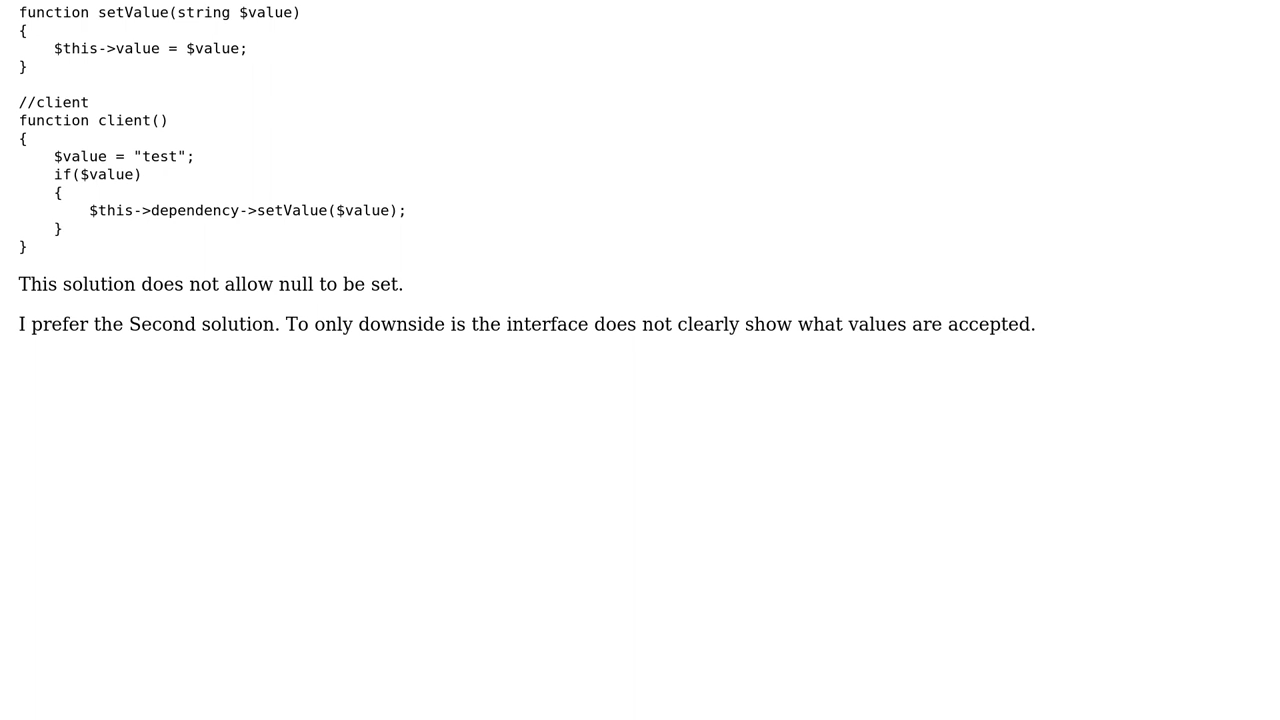 function setValue(string $value)
{
    $this->value = $value;
}

//client
function client()
{
    $value = "test";
    if($value)
    {
        $this->dependency->setValue($value);
    }
}
This solution does not allow null to be set.
I prefer the Second solution. To only downside is the interface does not clearly show what values are accepted.